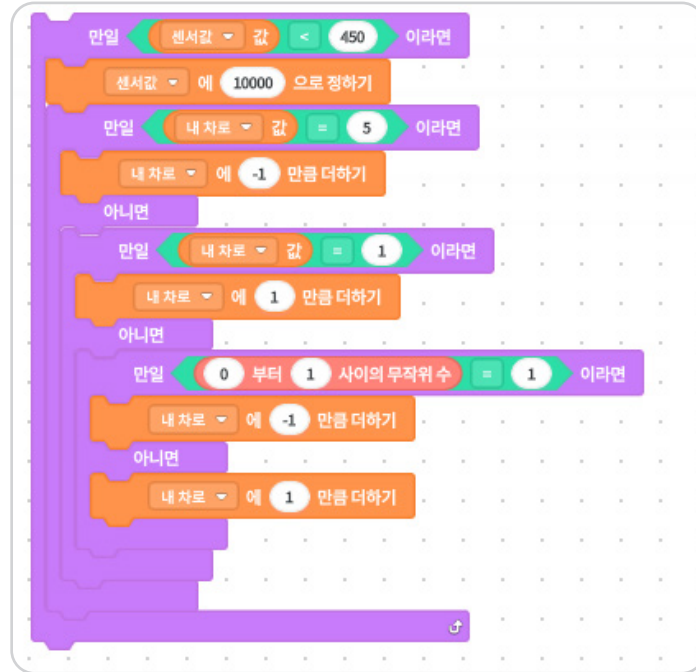 만일 센서값 값 < 450 이라면
센서값 에 10000 으로 정하기
만일 내 차로 값 = 5 이라면
내 차로 에 -1 만큼 더하기
아니면
만일 내 차로 값 = 1 이라면
내 차로 에 1 만큼 더하기
아니면
만일 0 부터 1 사이의 무작위 수 = 1 이라면
내 차로 에 -1 만큼 더하기
아니면
내 차로 에 1 만큼 더하기